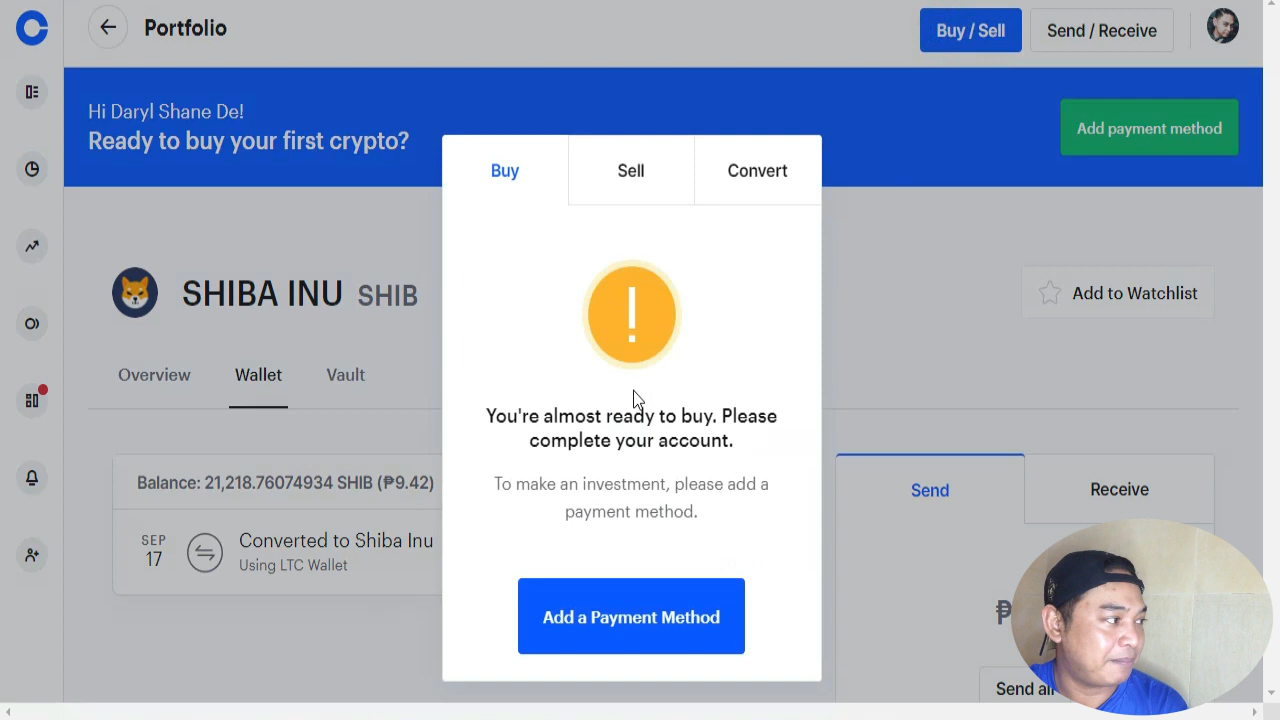 Portfolio
Buy / Sell
Send / Receive
Hi Daryl Shane De!
Ready to buy your first crypto?
Add payment method
Buy
Sell
Convert
SHIBA INU SHIB
Add to Watchlist
Overview
Wallet
Vault
You're almost ready to buy. Please
complete your account.
To make an investment, please add a
payment method.
Add a Payment Method
Balance: 21,218.76074934 SHIB (₱9.42)
SEP
17
Converted to Shiba Inu
Using LTC Wallet
Send
Receive
₱
Send all